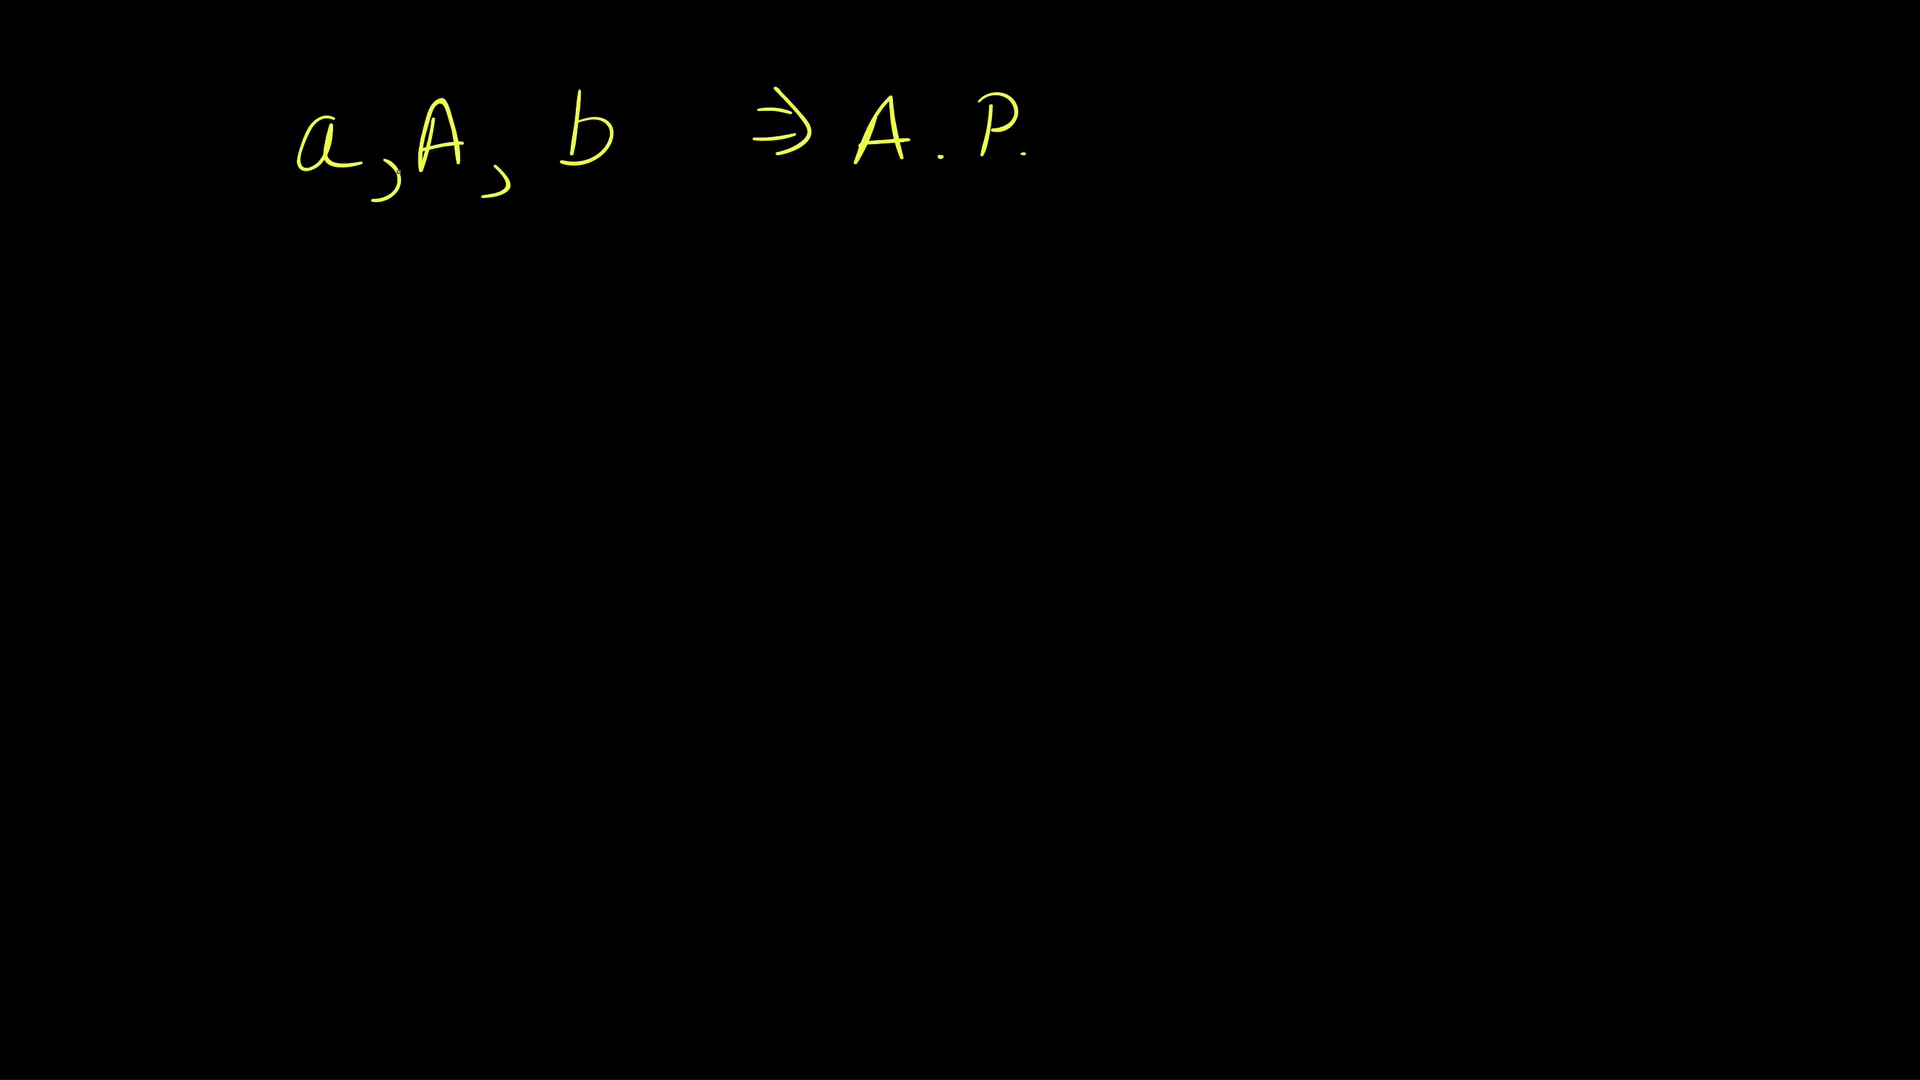 a, A, b ⇒ A. P.